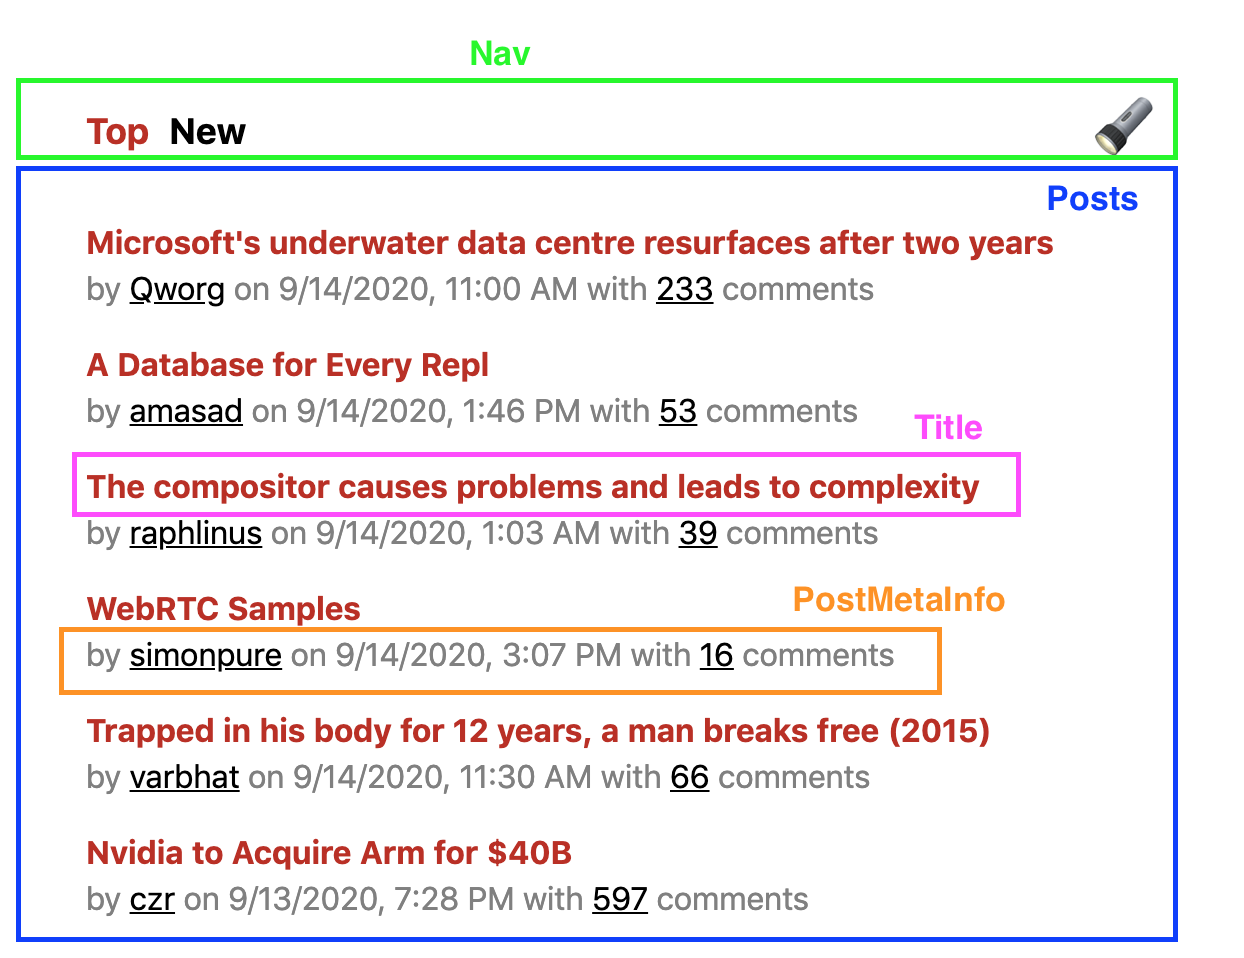 Nav
Top New
Posts
Microsoft's underwater data centre resurfaces after two years
by Qworg on 9/14/2020, 11:00 AM with 233 comments
A Database for Every Repl
by amasad on 9/14/2020, 1:46 PM with 53 comments
Title
The compositor causes problems and leads to complexity
by raphlinus on 9/14/2020, 1:03 AM with 39 comments
WebRTC Samples
PostMetaInfo
by simonpure on 9/14/2020, 3:07 PM with 16 comments
Trapped in his body for 12 years, a man breaks free (2015)
by varbhat on 9/14/2020, 11:30 AM with 66 comments
Nvidia to Acquire Arm for $40B
by czr on 9/13/2020, 7:28 PM with 597 comments